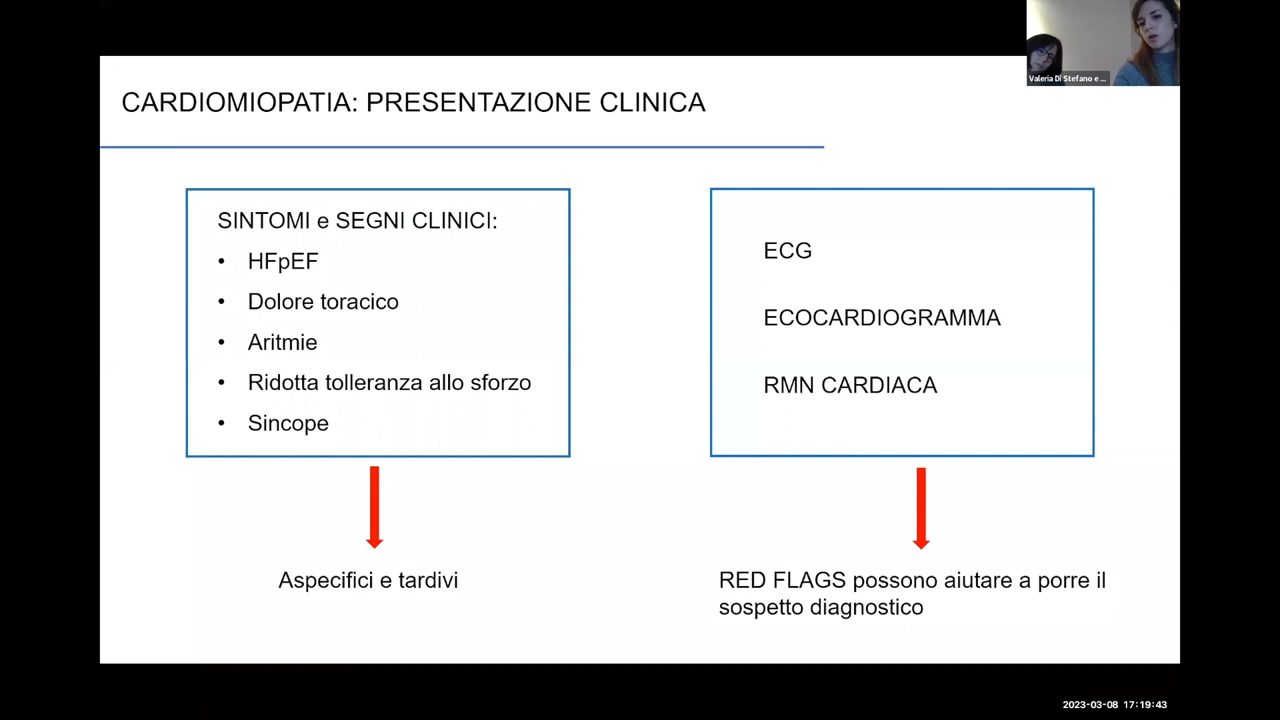 Valeria Di Stefano e ...
CARDIOMIOPATIA: PRESENTAZIONE CLINICA
SINTOMI e SEGNI CLINICI:
• HFpEF
• Dolore toracico
• Aritmie
• Ridotta tolleranza allo sforzo
• Sincope
Aspecifici e tardivi
ECG
ECOCARDIOGRAMMA
RMN CARDIACA
RED FLAGS possono aiutare a porre il
sospetto diagnostico
2023-03-08 17:19:43